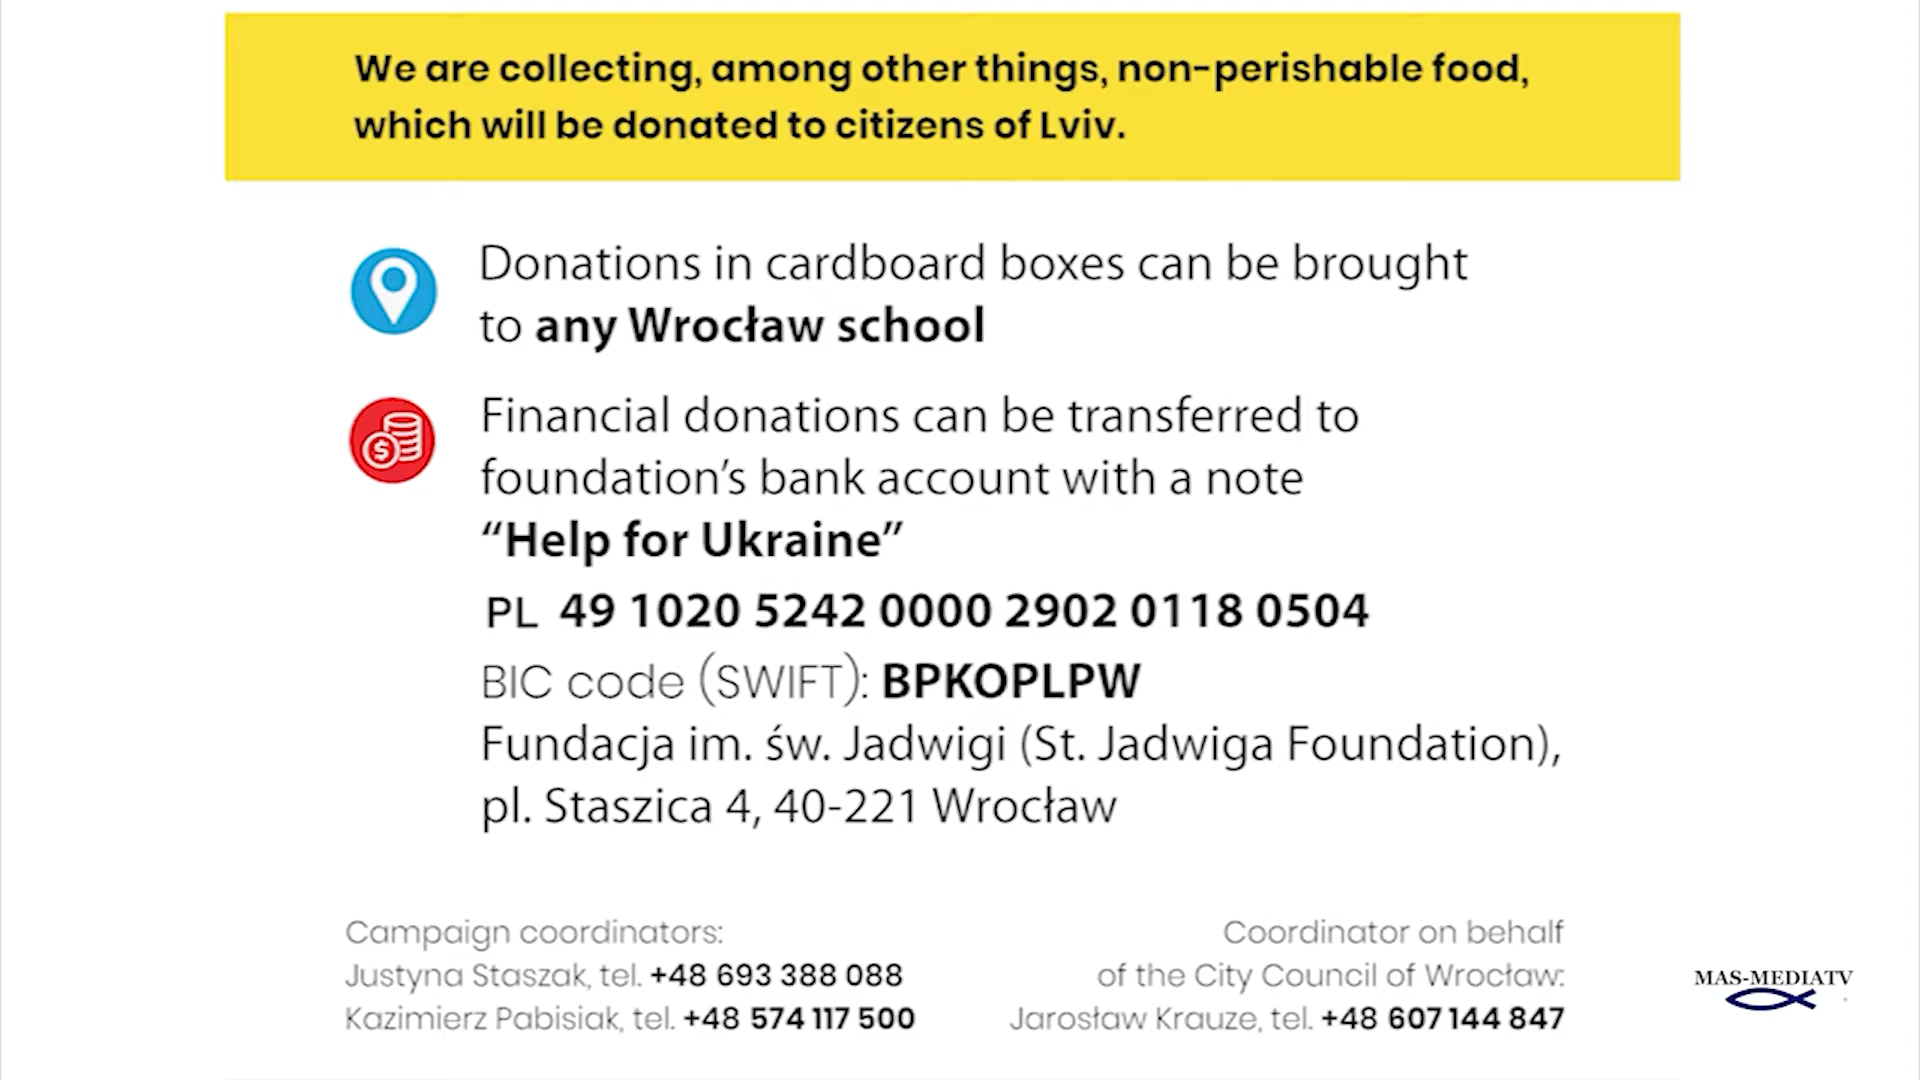 We are collecting, among other things, non-perishable food,
which will be donated to citizens of Lviv.
Donations in cardboard boxes can be brought
to any Wrocław school
Financial donations can be transferred to
foundation's bank account with a note
“Help for Ukraine”
PL 49 1020 5242 0000 2902 0118 0504
BIC code (SWIFT): BPKOPLPW
Fundacja im. św. Jadwigi (St. Jadwiga Foundation),
pl. Staszica 4, 40-221 Wrocław
Campaign coordinators:
Justyna Staszak, tel. +48 693 388 088
Kazimierz Pabisiak, tel. +48 574 117 500
Coordinator on behalf
of the City Council of Wrocław:
Jarosław Krauze, tel. +48 607 144 847
MAS-MEDIATV